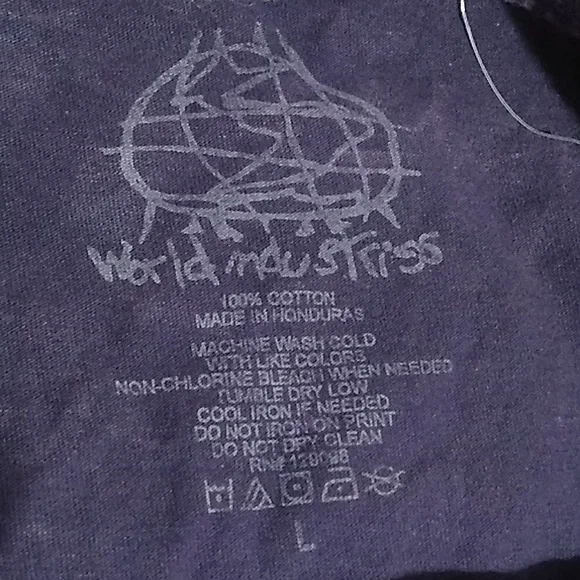 World Industries
100% COTTON
MADE IN HONDURAS
MACHINE WASH COLD
WITH LIKE COLORS
NON-CHLORINE BLEACH WHEN NEEDED
TUMBLE DRY LOW
COOL IRON IF NEEDED
DO NOT IRON ON PRINT
DO NOT DRY CLEAN
RN#
L